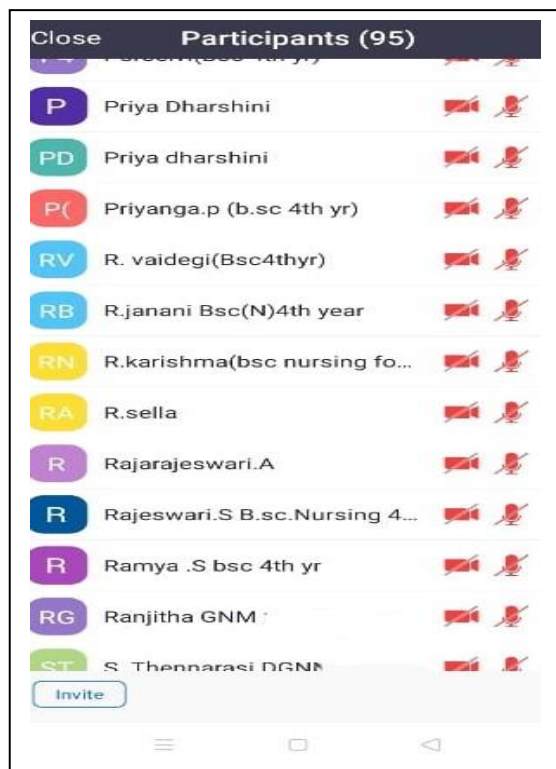 Close Participants (95)
P Priya Dharshini
PD Priya dharshini
P( Priyanga.p (b.sc 4th yr)
RV R. vaidegi(Bsc4thyr)
RB R.janani Bsc(N)4th year
RN R.karishma(bsc nursing fo...
RA R.sella
R Rajarajeswari.A
R Rajeswari.S B.sc.Nursing 4...
R Ramya .S bsc 4th yr
RG Ranjitha GNM
ST S. Thennarasi
Invite